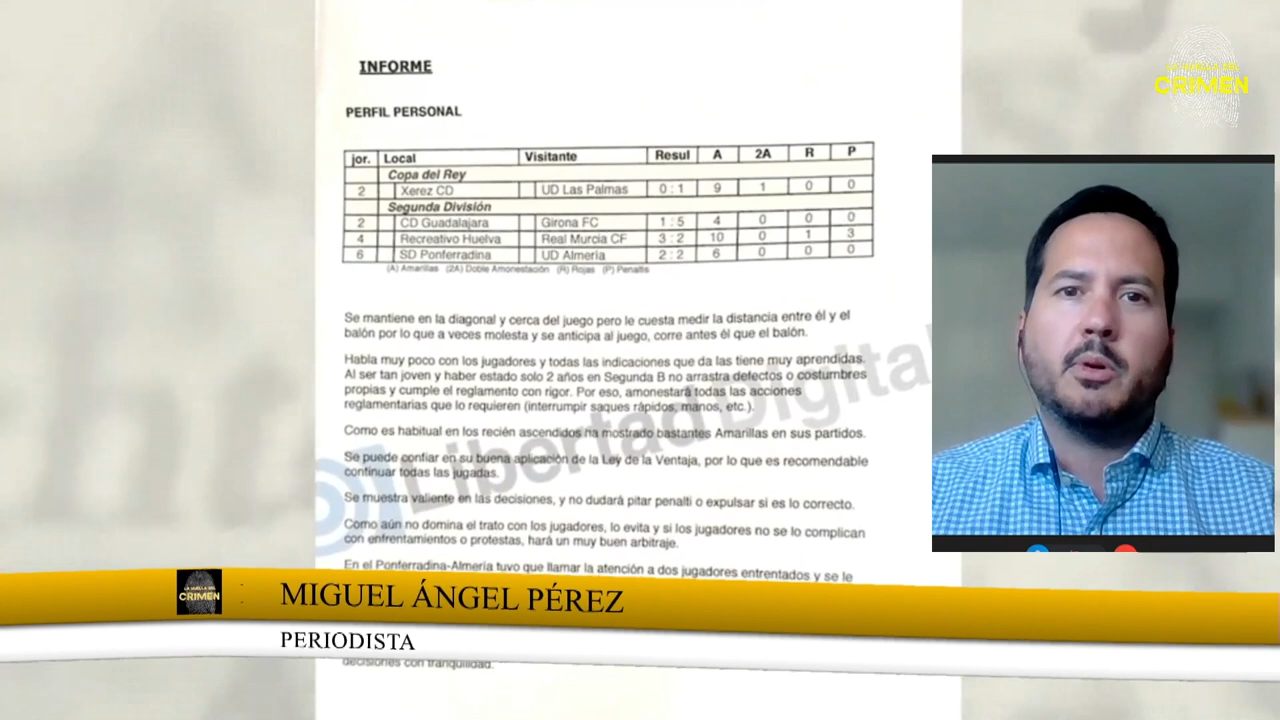 INFORME
PERFIL PERSONAL
jor. Local Visitante Resul A 2A R P
Copa del Rey
2 Xerez CD UD Las Palmas 0 : 1 9 1 0 0
Segunda División
2 CD Guadalajara Girona FC 1 : 5 4 0 0 0
4 Recreativo Huelva Real Murcia CF 3 : 2 10 0 1 3
6 SD Ponferradina UD Almería 2 : 2 6 0 0 0
(A) Amarillas (2A) Doble Amonestación (R) Rojas (P) Penaltis
Se mantiene en la diagonal y cerca del juego pero le cuesta medir la distancia entre él y el
balón por lo que a veces molesta y se anticipa al juego, corre antes él que el balón.
Habla muy poco con los jugadores y todas las indicaciones que da las tiene muy aprendidas.
Al ser tan joven y haber estado solo 2 años en Segunda B no arrastra defectos o costumbres
propias y cumple el reglamento con rigor. Por eso, amonestará todas las acciones
reglamentarias que lo requieren (interrumpir saques rápidos, manos, etc.).
Como es habitual en los recién ascendidos ha mostrado bastantes Amarillas en sus partidos.
Se puede confiar en su buena aplicación de la Ley de la Ventaja, por lo que es recomendable
continuar todas las jugadas.
Se muestra valiente en las decisiones, y no dudará pitar penalti o expulsar si es lo correcto.
Como aún no domina el trato con los jugadores, lo evita y si los jugadores no se lo complican
con enfrentamientos o protestas, hará un muy buen arbitraje.
En el Ponferradina-Almería tuvo que llamar la atención a dos jugadores entrentados y se le
decisiones con tranquilidad.
Libertad Digital
LA HUELLA DEL
CRIMEN
LA HUELLA DEL
CRIMEN
MIGUEL ÁNGEL PÉREZ
PERIODISTA